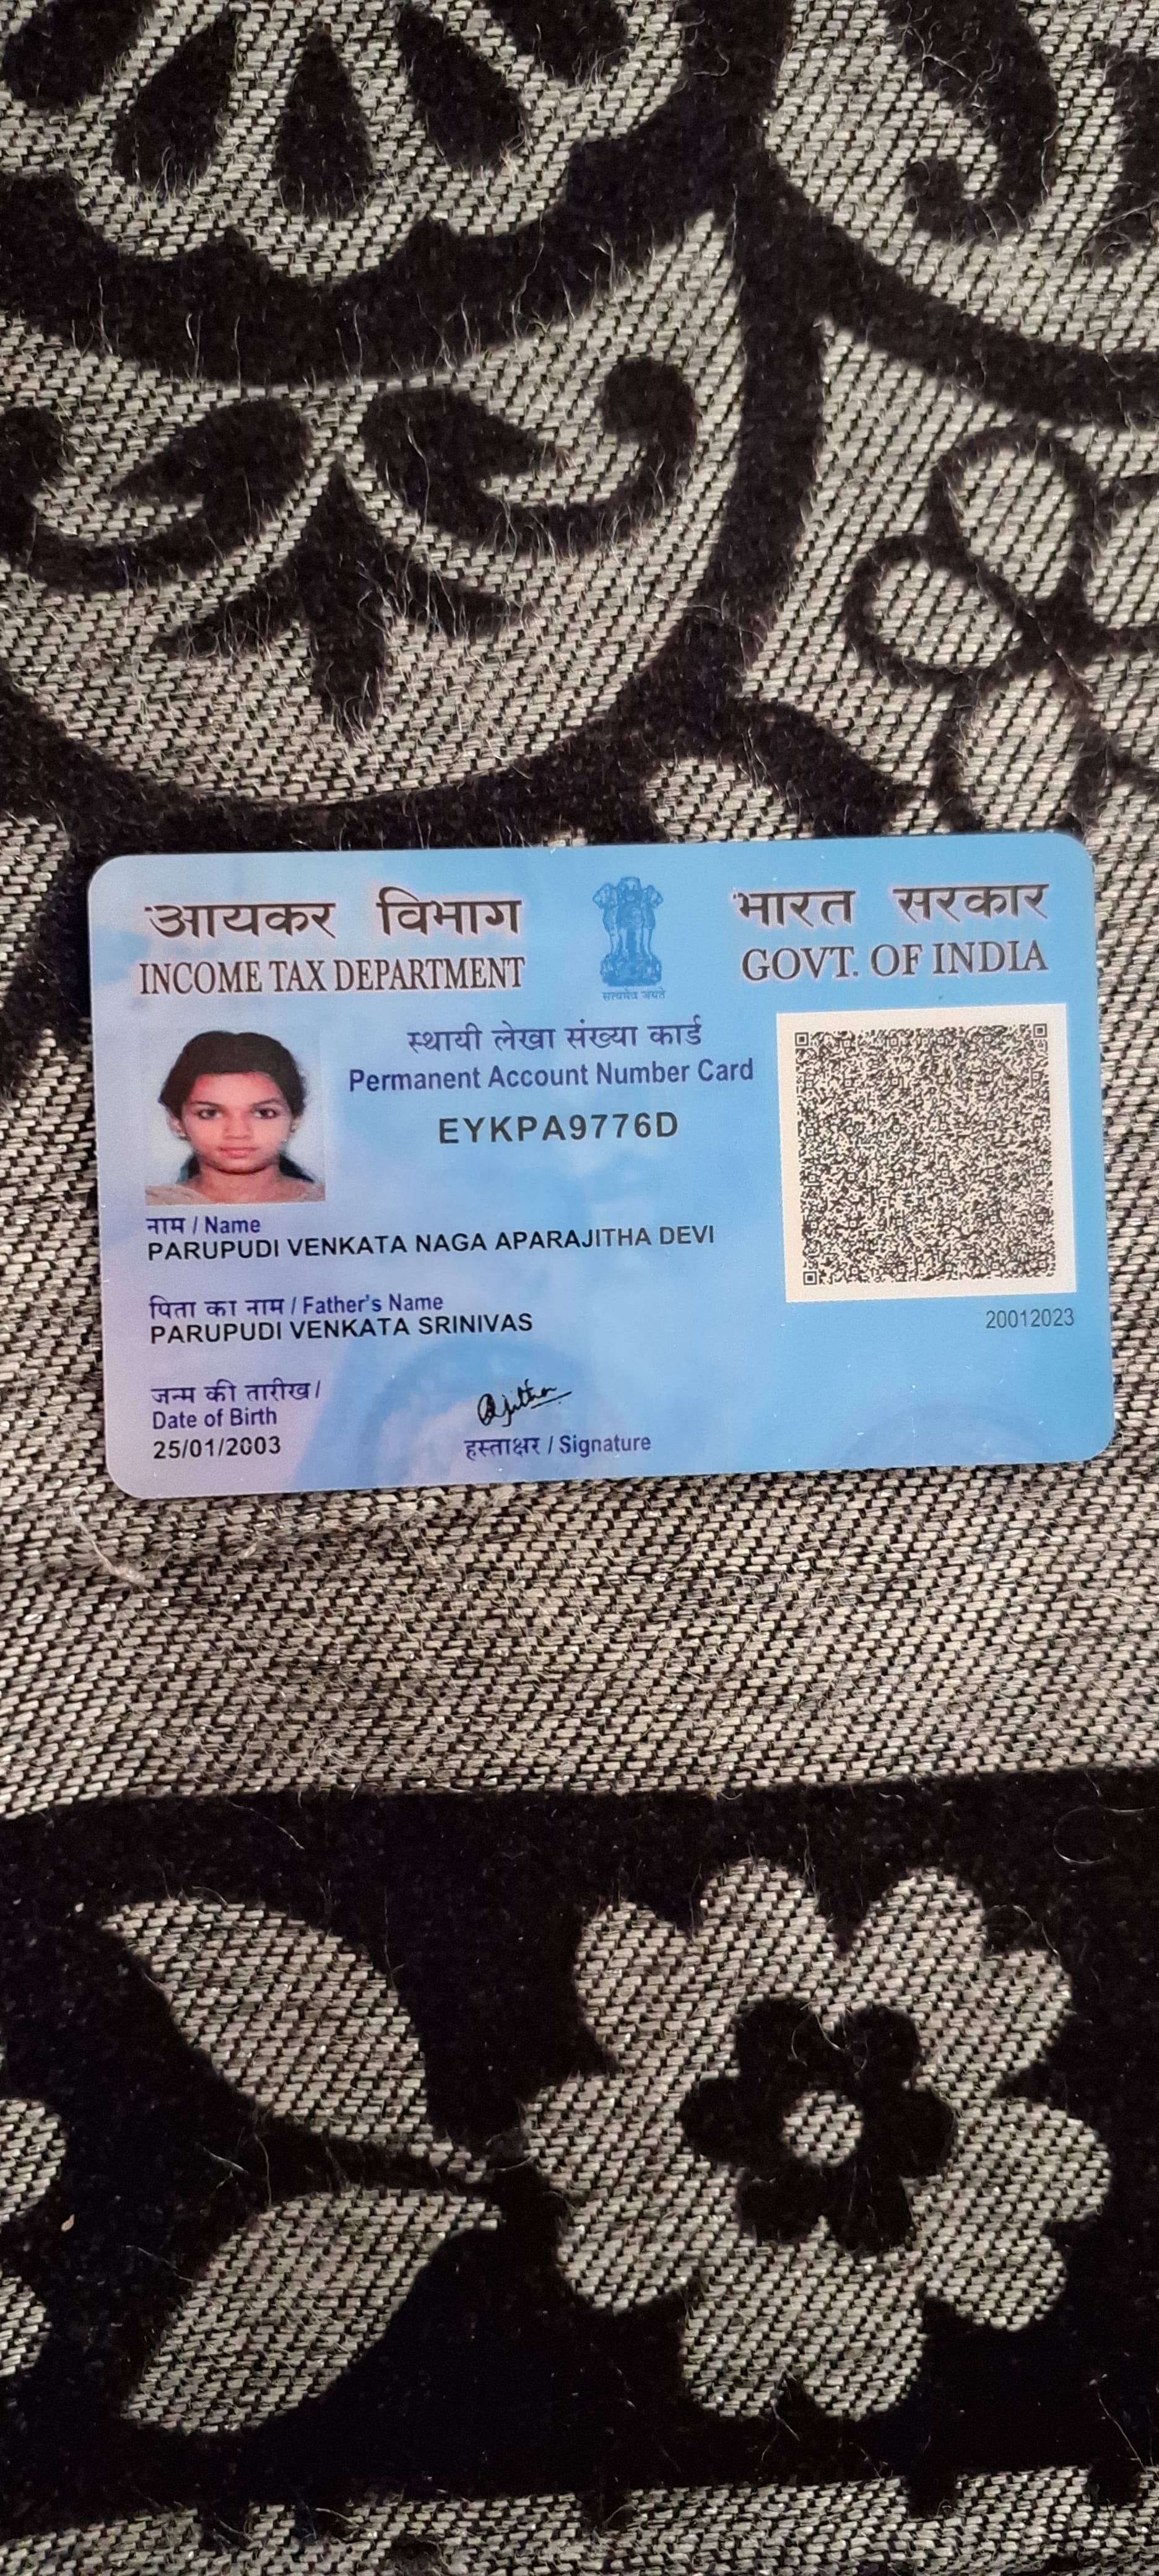 आयकर विभाग
INCOME TAX DEPARTMENT
सत्यमेव जयते
भारत सरकार
GOVT. OF INDIA
स्थायी लेखा संख्या कार्ड
Permanent Account Number Card
EYKPA9776D
नाम / Name
PARUPUDI VENKATA NAGA APARAJITHA DEVI
पिता का नाम / Father's Name
PARUPUDI VENKATA SRINIVAS
20012023
जन्म की तारीख /
Date of Birth
25/01/2003
Ajitha
हस्ताक्षर / Signature